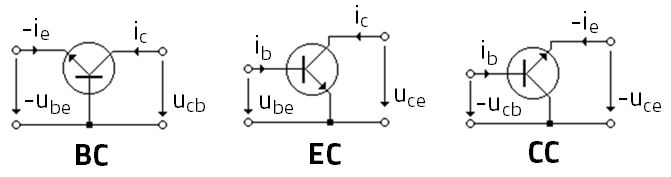 -ie ic
-ube ucb
BC
ib ic
ube uce
EC
ib -ie
-ucb -uce
CC